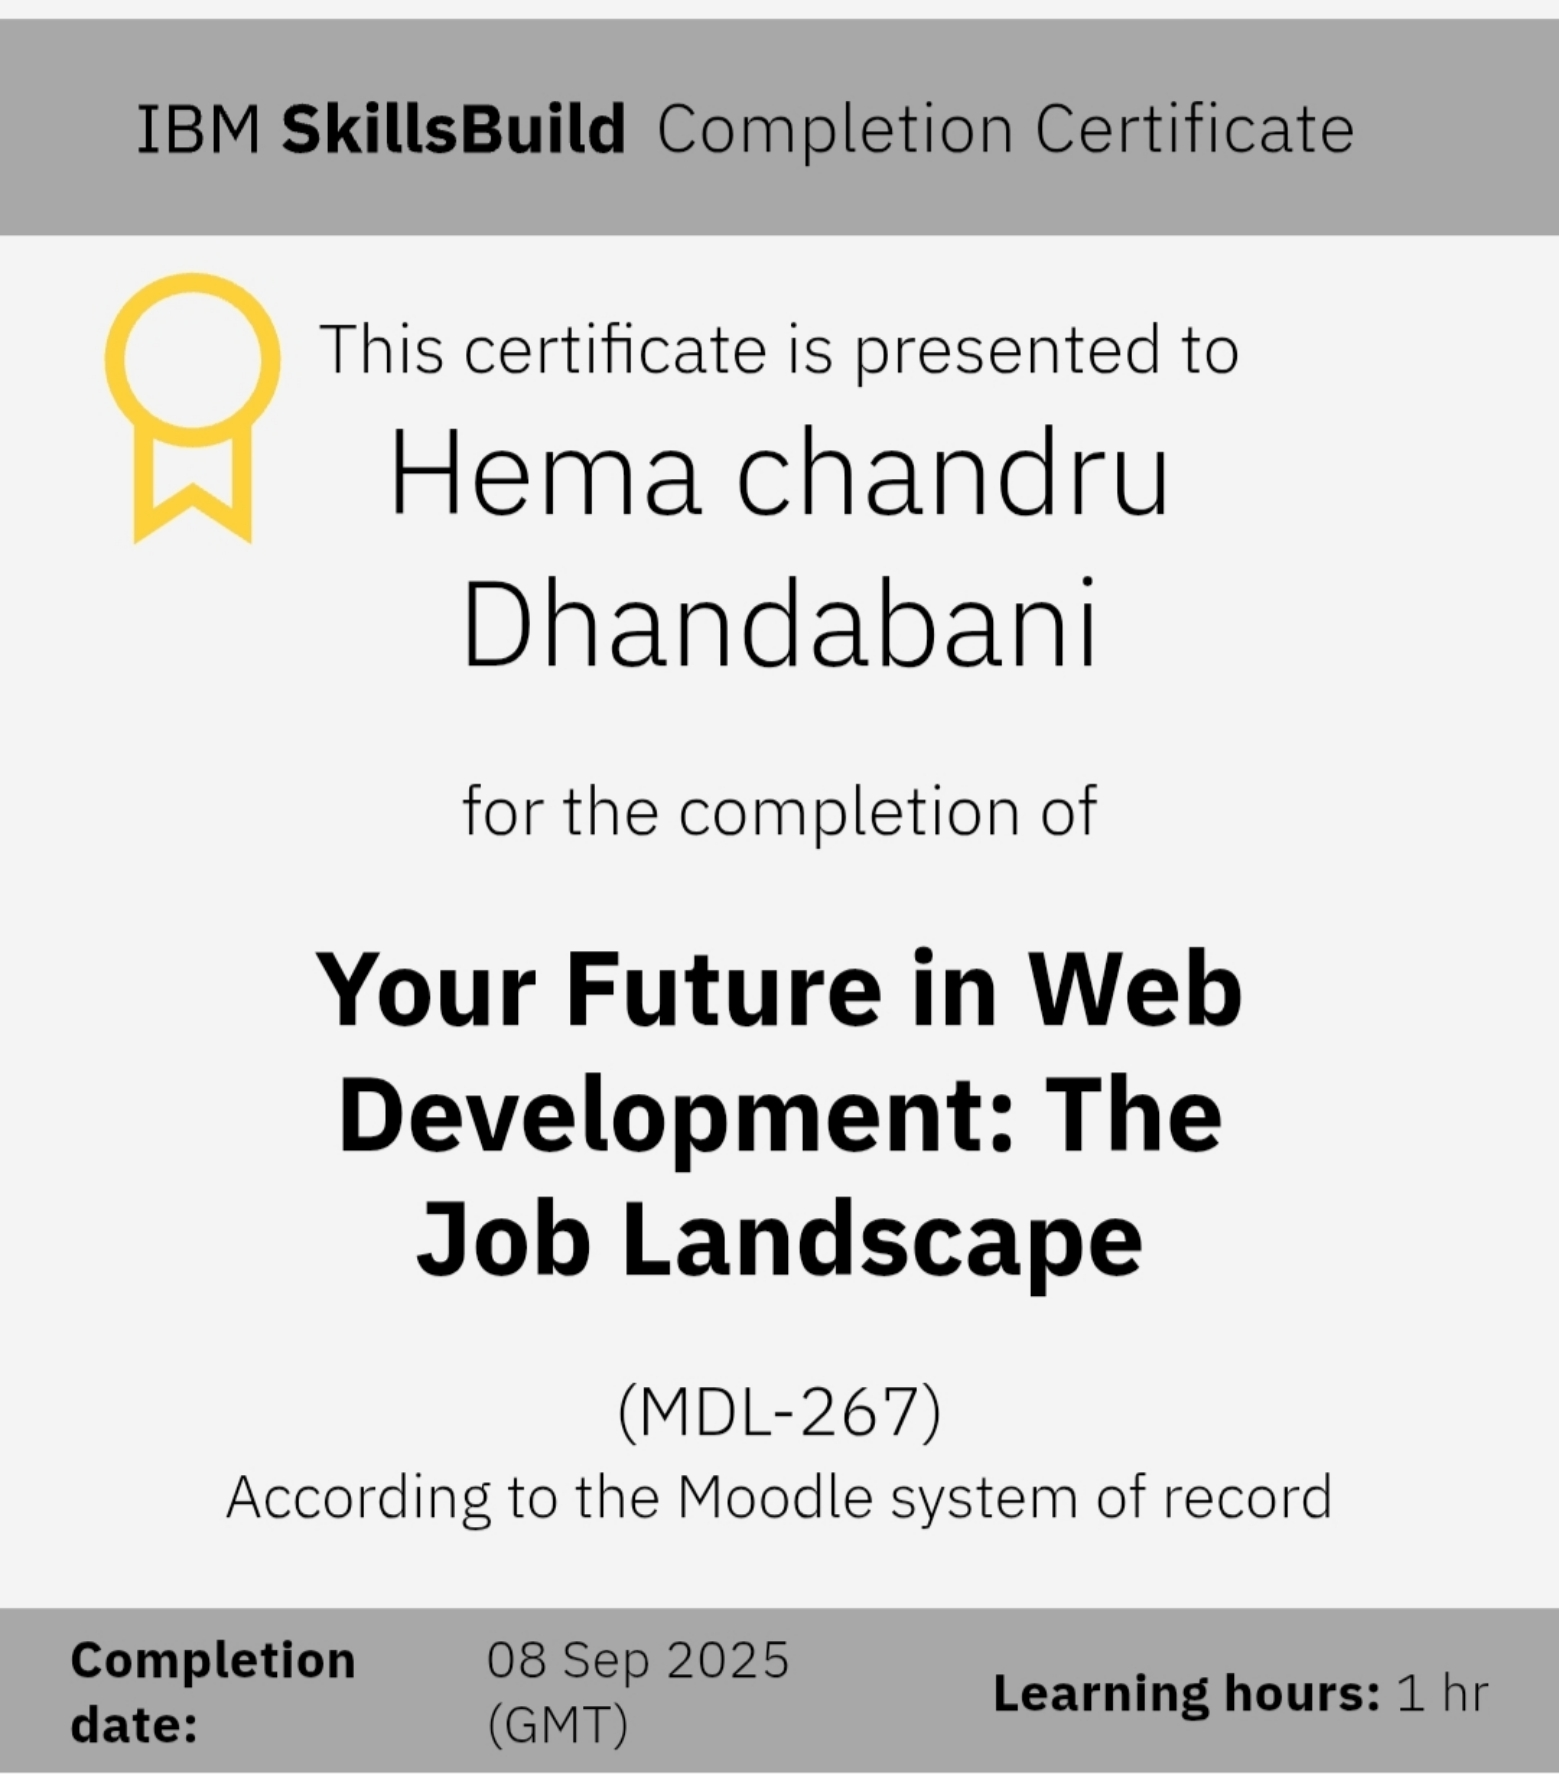 IBM SkillsBuild Completion Certificate
This certificate is presented to
Hema chandru
Dhandabani
for the completion of
Your Future in Web
Development: The
Job Landscape
(MDL-267)
According to the Moodle system of record
Completion
date:
08 Sep 2025
(GMT)
Learning hours: 1 hr